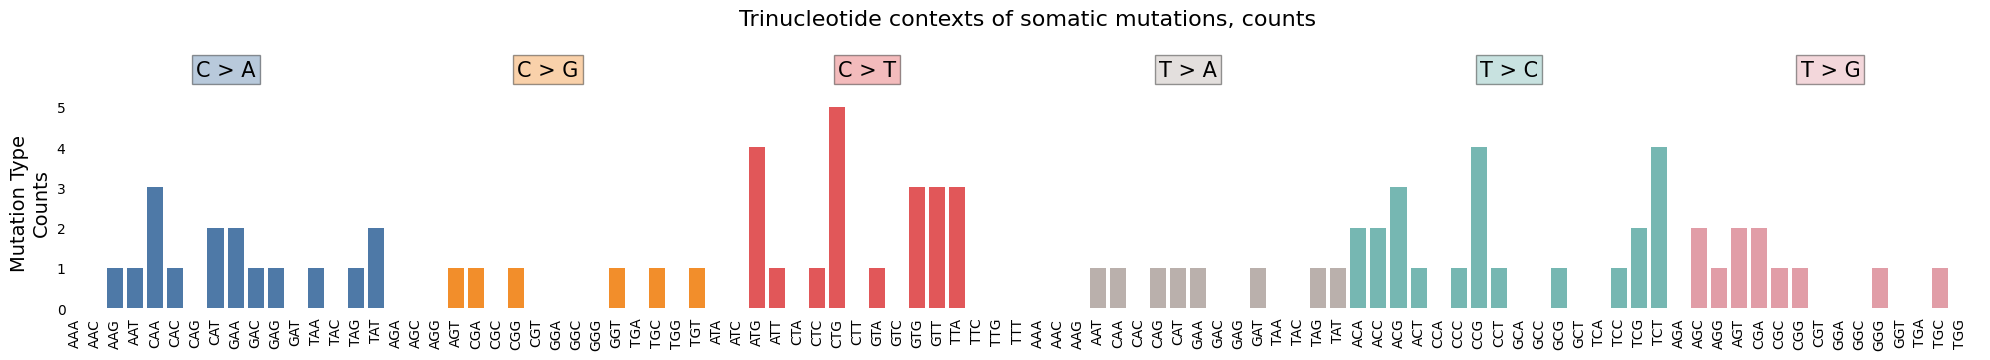 Trinucleotide contexts of somatic mutations, counts
C > A
C > G
C > T
T > A
T > C
T > G
Mutation Type
Counts
5
4
3
2
1
0
AAA
AAC
AAG
AAT
CAA
CAC
CAG
CAT
GAA
GAC
GAG
GAT
TAA
TAC
TAG
TAT
AGA
AGC
AGG
AGT
CGA
CGC
CGG
CGT
GGA
GGC
GGG
GGT
TGA
TGC
TGG
TGT
ATA
ATC
ATG
ATT
CTA
CTC
CTG
CTT
GTA
GTC
GTG
GTT
TTA
TTC
TTG
TTT
AAA
AAC
AAG
AAT
CAA
CAC
CAG
CAT
GAA
GAC
GAG
GAT
TAA
TAC
TAG
TAT
ACA
ACC
ACG
ACT
CCA
CCC
CCG
CCT
GCA
GCC
GCG
GCT
TCA
TCC
TCG
TCT
AGA
AGC
AGG
AGT
CGA
CGC
CGG
CGT
GGA
GGC
GGG
GGT
TGA
TGC
TGG